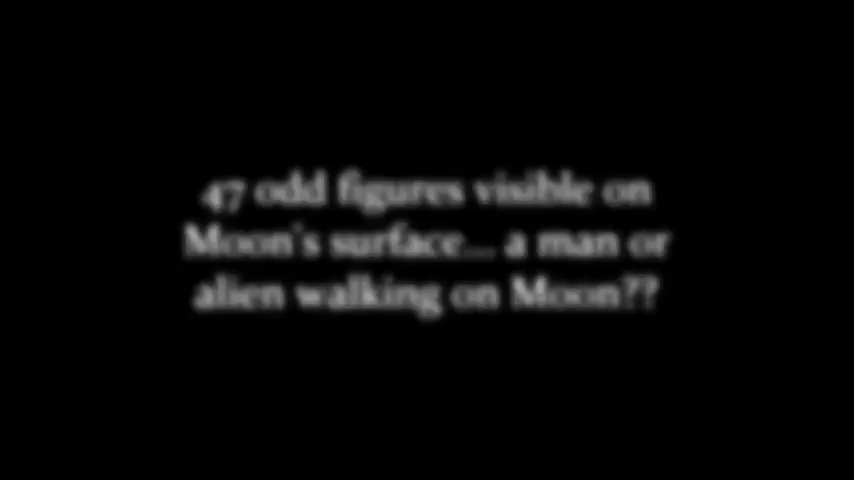 47 odd figures visible on
Moon's surface... a man or
alien walking on Moon??